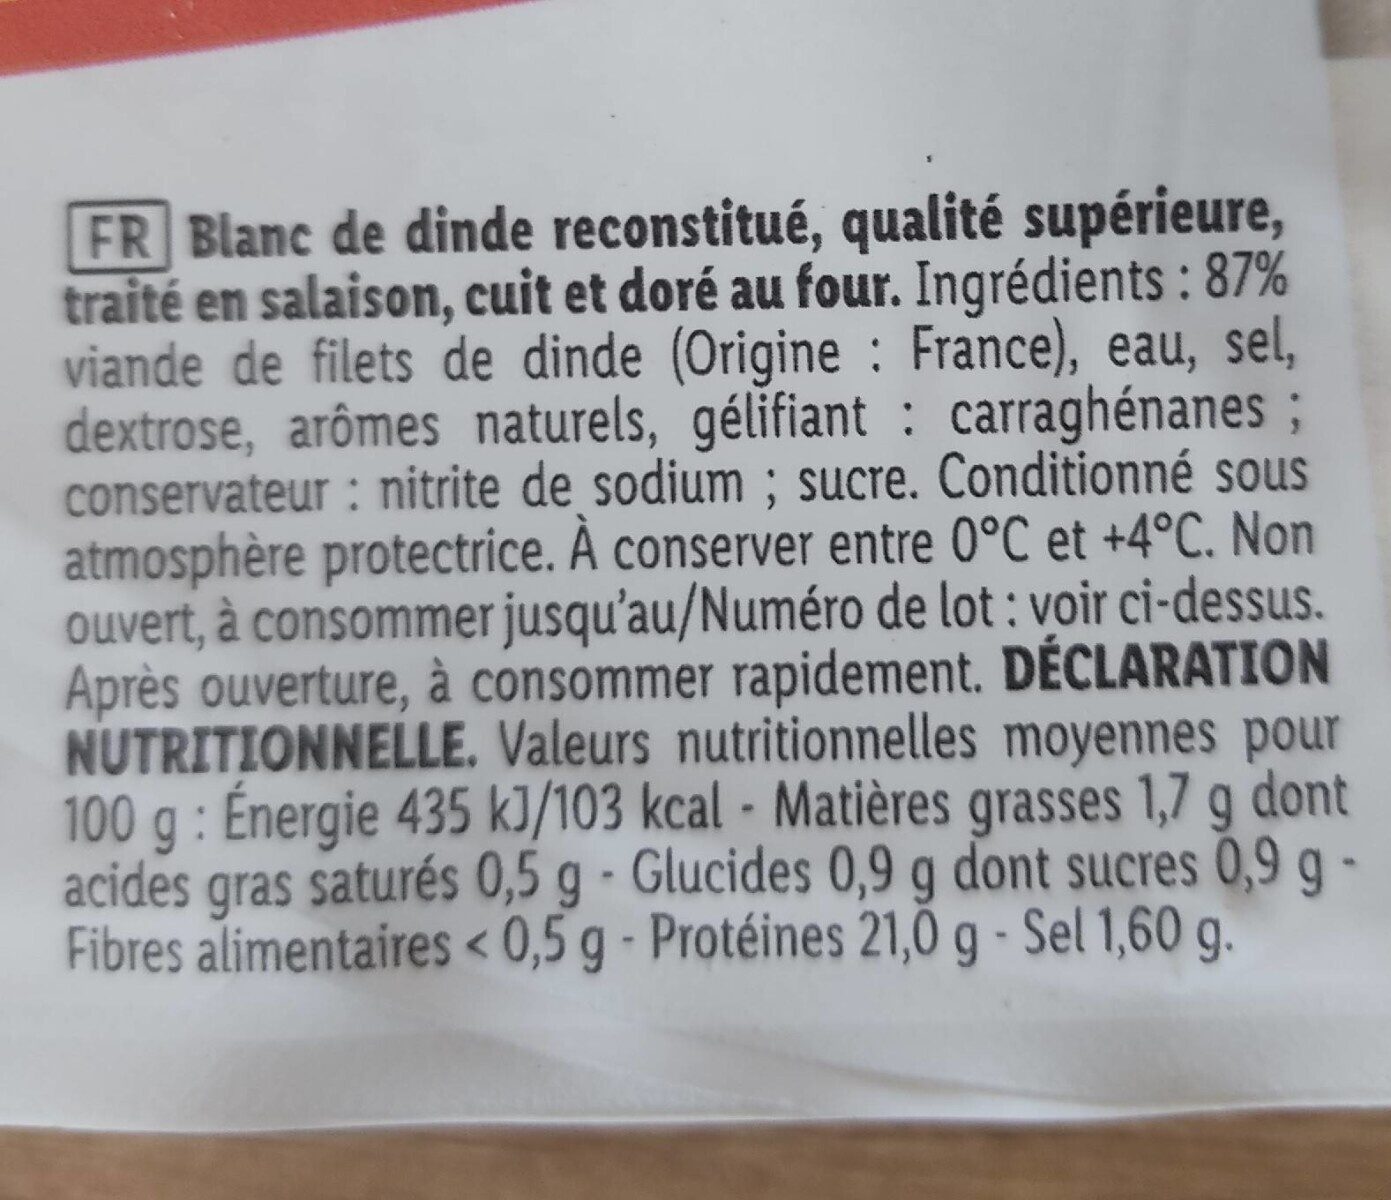 FR Blanc de dinde reconstitué, qualité supérieure,
traité en salaison, cuit et doré au four. Ingrédients : 87%
viande de filets de dinde (Origine : France), eau, sel,
dextrose, arômes naturels, gélifiant : carraghénanes ;
conservateur : nitrite de sodium ; sucre. Conditionné sous
atmosphère protectrice. À conserver entre 0°C et +4°C. Non
ouvert, à consommer jusqu'au/Numéro de lot : voir ci-dessus.
Après ouverture, à consommer rapidement. DÉCLARATION
NUTRITIONNELLE. Valeurs nutritionnelles moyennes pour
100 g : Énergie 435 kJ/103 kcal - Matières grasses 1,7 g dont
acides gras saturés 0,5 g - Glucides 0,9 g dont sucres 0,9 g -
Fibres alimentaires < 0,5 g - Protéines 21,0 g - Sel 1,60 g.